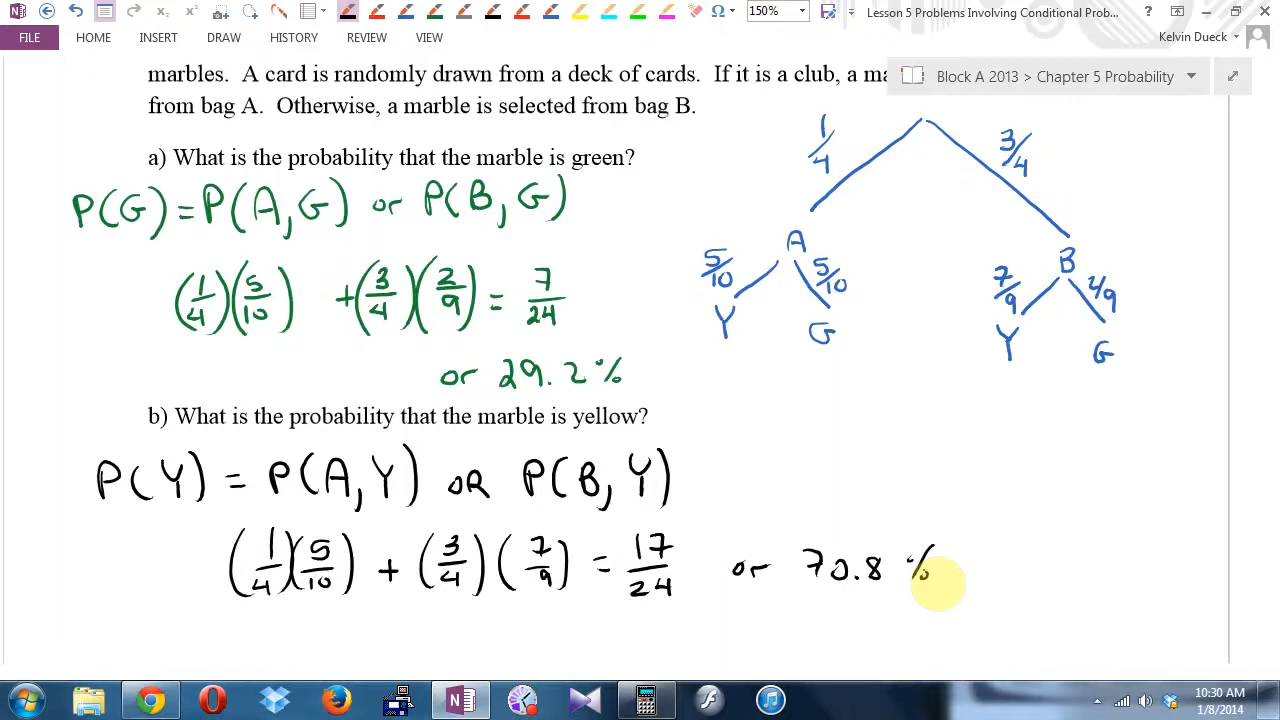 150%
Lesson 5 Problems Involving Conditional Prob...
?
FILE HOME INSERT DRAW HISTORY REVIEW VIEW
Kelvin Dueck
Block A 2013 > Chapter 5 Probability
marbles. A card is randomly drawn from a deck of cards. If it is a club, a ma
from bag A. Otherwise, a marble is selected from bag B.
a) What is the probability that the marble is green?
P(G) = P(A, G) or P(B, G)
(1/4)(5/10) + (3/4)(2/9) = 7/24
or 29.2%
1/4 3/4
A B
5/10 5/10 7/9 2/9
Y G Y G
b) What is the probability that the marble is yellow?
P(Y) = P(A, Y) OR P(B, Y)
(1/4)(5/10) + (3/4)(7/9) = 17/24 or 70.8%
10:30 AM
1/8/2014